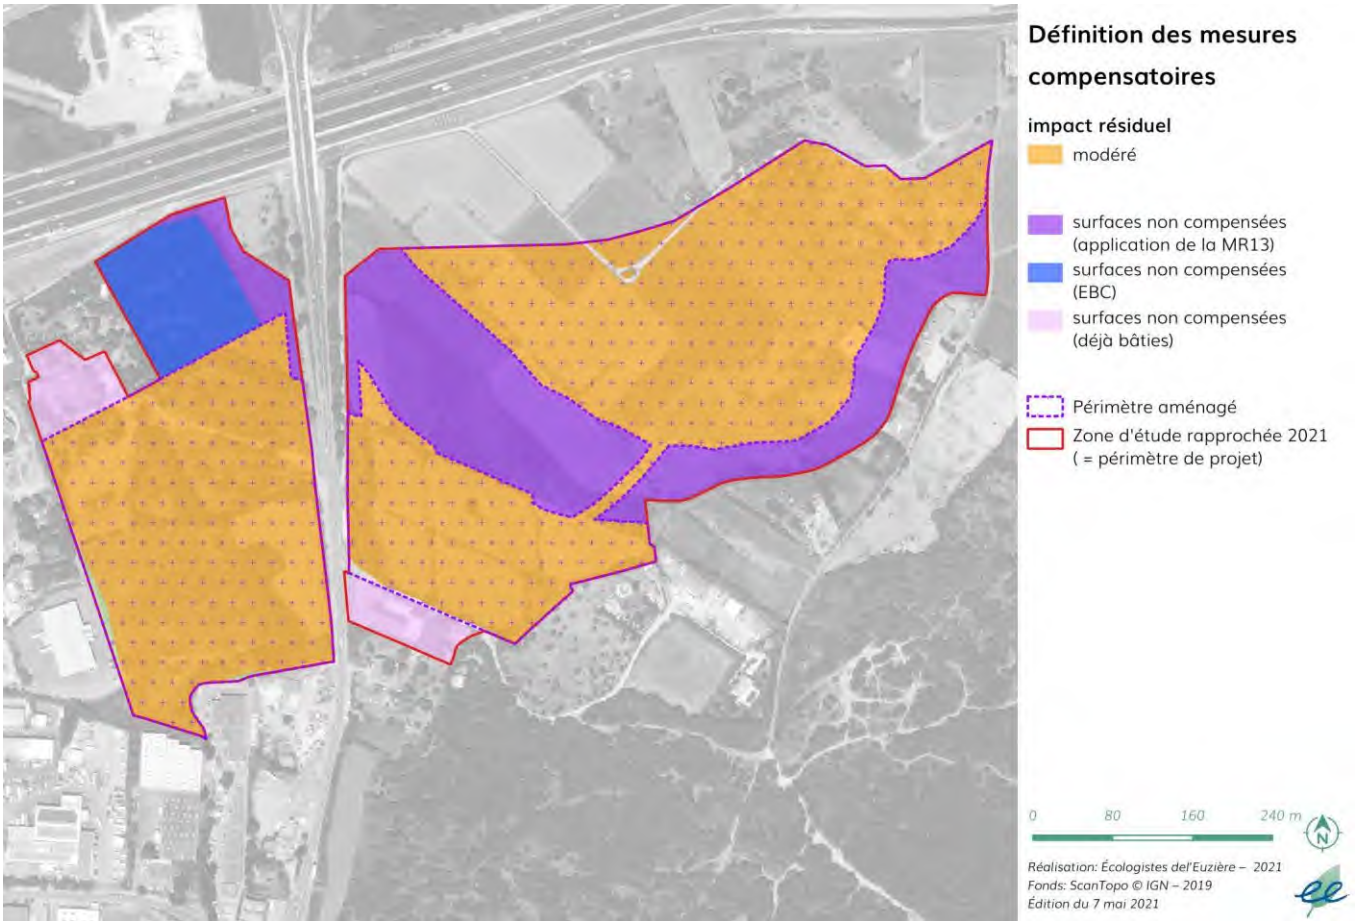 Définition des mesures
compensatoires
impact résiduel
modéré
surfaces non compensées
(application de la MR13)
surfaces non compensées
(EBC)
surfaces non compensées
(déjà bâties)
Périmètre aménagé
Zone d'étude rapprochée 2021
( = périmètre de projet)
0 80 160 240 m
N
Réalisation: Écologistes del'Euzière – 2021
Fonds: ScanTopo © IGN – 2019
Édition du 7 mai 2021
ee